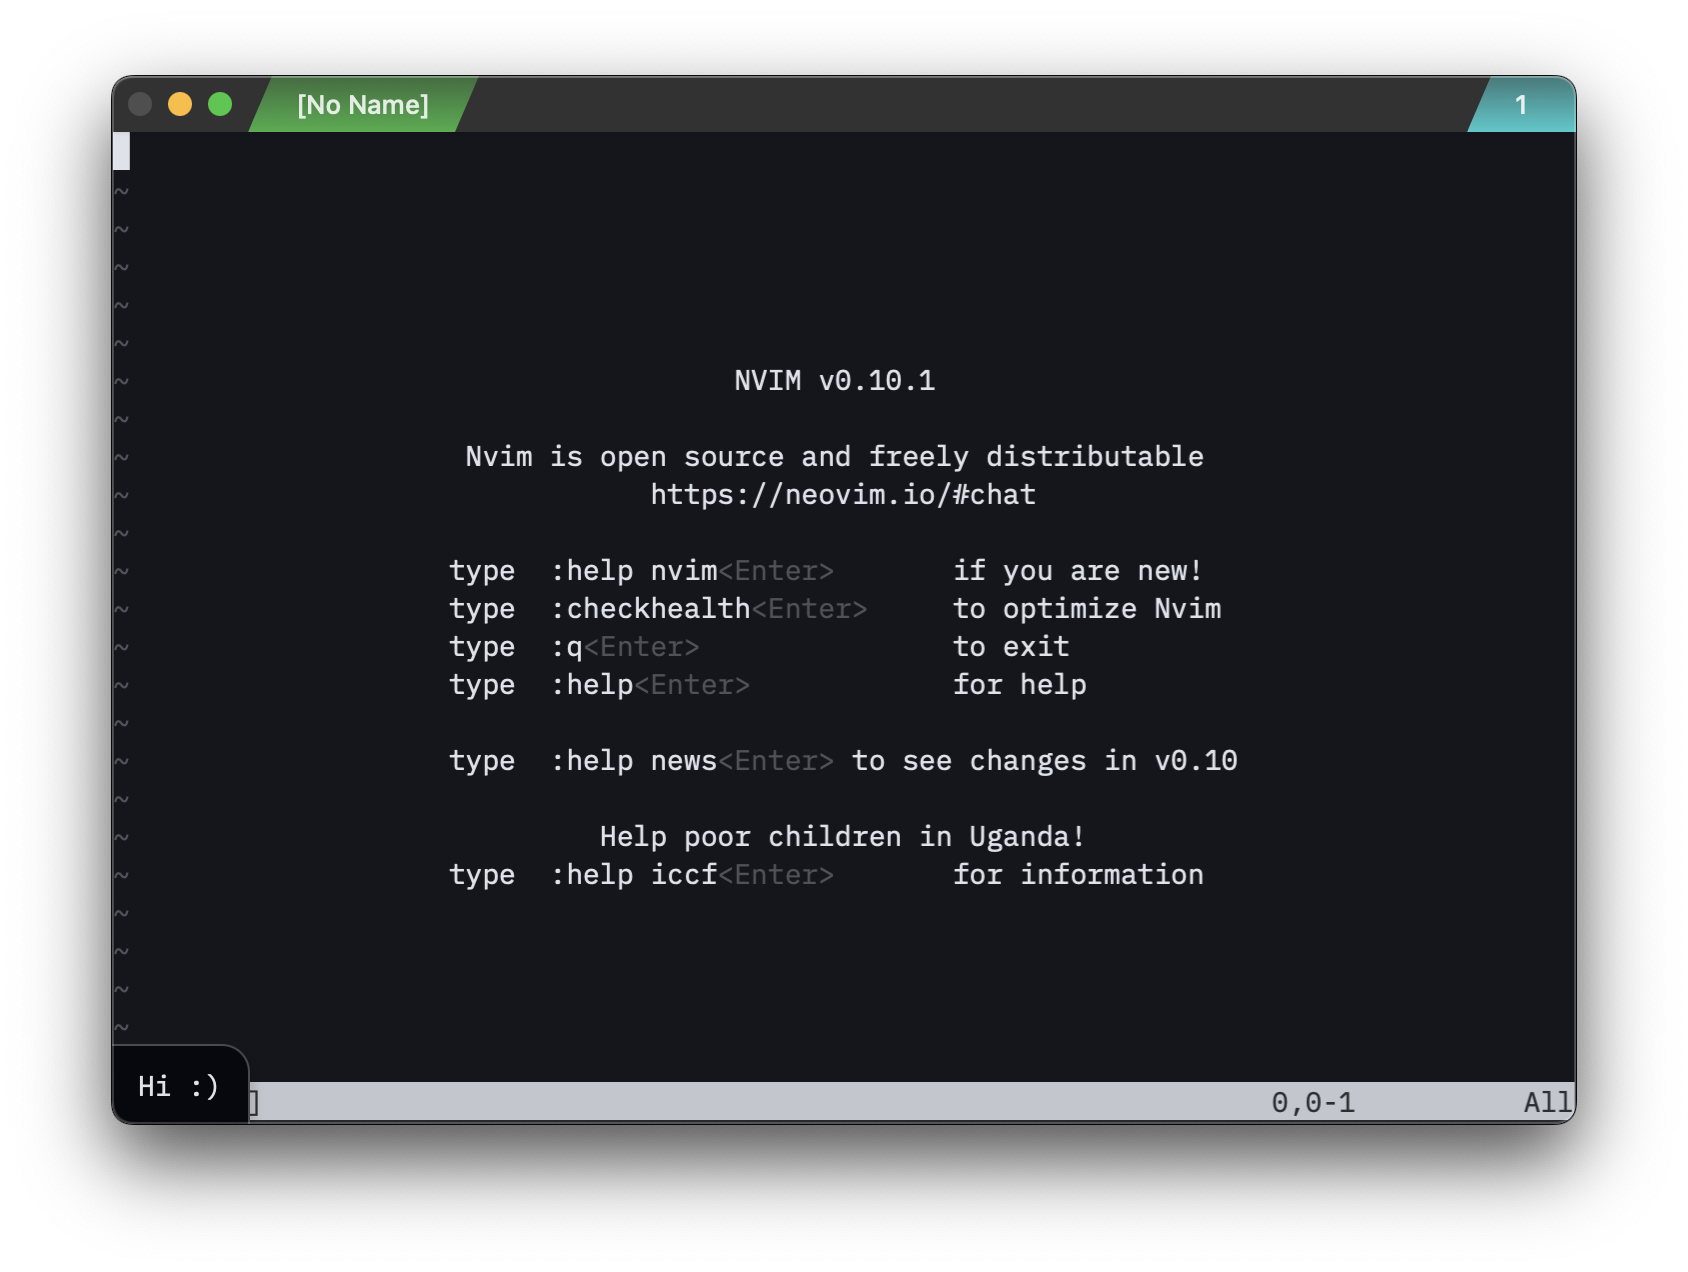 [No Name] 1
~
~
~
~
~
~ NVIM v0.10.1
~
~ Nvim is open source and freely distributable
~ https://neovim.io/#chat
~
~ type  :help nvim<Enter>       if you are new!
~ type  :checkhealth<Enter>     to optimize Nvim
~ type  :q<Enter>               to exit
~ type  :help<Enter>            for help
~
~ type  :help news<Enter> to see changes in v0.10
~
~ Help poor children in Uganda!
~ type  :help iccf<Enter>       for information
~
~
~
~
Hi :)
] 0,0-1 All